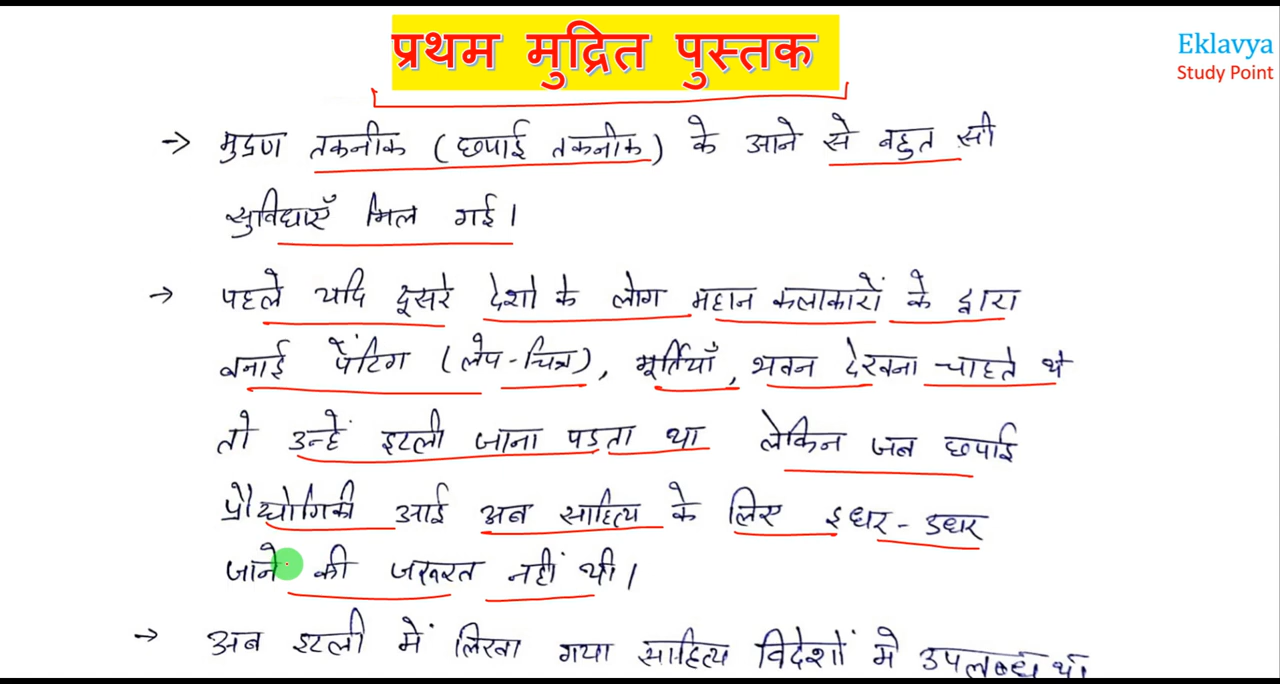 प्रथम मुद्रित पुस्तक
Eklavya
Study Point
→ मुद्रण तकनीक (छपाई तकनीक) के आने से बहुत सी
सुविधाएँ मिल गई।
→ पहले यदि दूसरे देशो के लोग महान कलाकारों के द्वारा
बनाई पेंटिंग (लेप-चित्र), मूर्तियाँ, भवन देखना चाहते थे
तो उन्हें इटली जाना पड़ता था लेकिन जब छपाई
प्रौद्योगिकी आई अब साहित्य के लिए इधर-उधर
जाने की जरूरत नहीं थी।
→ अब इटली में लिखा गया साहित्य विदेशों मे उपलब्ध था